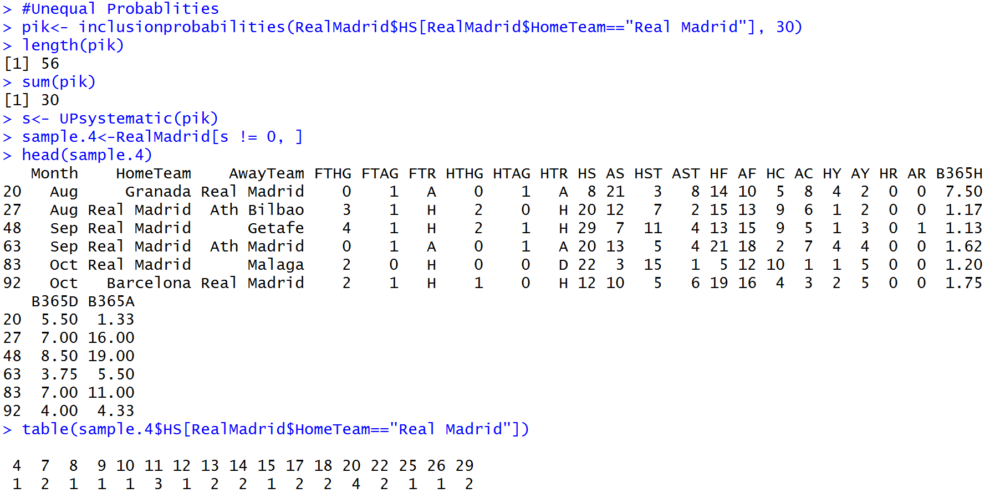 > #Unequal Probablities
> pik<- inclusionprobabilities(RealMadrid$HS[RealMadrid$HomeTeam=="Real Madrid"], 30)
> length(pik)
[1] 56
> sum(pik)
[1] 30
> s<- UPsystematic(pik)
> sample.4<-RealMadrid[s != 0, ]
> head(sample.4)
   Month    HomeTeam    AwayTeam FTHG FTAG FTR HTHG HTAG HTR HS AS HST AST HF AF HC AC HY AY HR AR B365H
20   Aug     Granada Real Madrid    0    1   A    0    1   A  8 21   3   8 14 10  5  8  4  2  0  0  7.50
27   Aug Real Madrid  Ath Bilbao    3    1   H    2    0   H 20 12   7   2 15 13  9  6  1  2  0  0  1.17
48   Sep Real Madrid      Getafe    4    1   H    2    1   H 29  7  11   4 13 15  9  5  1  3  0  1  1.13
63   Sep Real Madrid  Ath Madrid    0    1   A    0    1   A 20 13   5   4 21 18  2  7  4  4  0  0  1.62
83   Oct Real Madrid      Malaga    2    0   H    0    0   D 22  3  15   1  5 12 10  1  1  5  0  0  1.20
92   Oct   Barcelona Real Madrid    2    1   H    1    0   H 12 10   5   6 19 16  4  3  2  5  0  0  1.75
   B365D B365A
20  5.50  1.33
27  7.00 16.00
48  8.50 19.00
63  3.75  5.50
83  7.00 11.00
92  4.00  4.33
> table(sample.4$HS[RealMadrid$HomeTeam=="Real Madrid"])
 4  7  8  9 10 11 12 13 14 15 17 18 20 22 25 26 29
 1  2  1  1  1  3  1  2  2  1  2  2  4  2  1  1  2